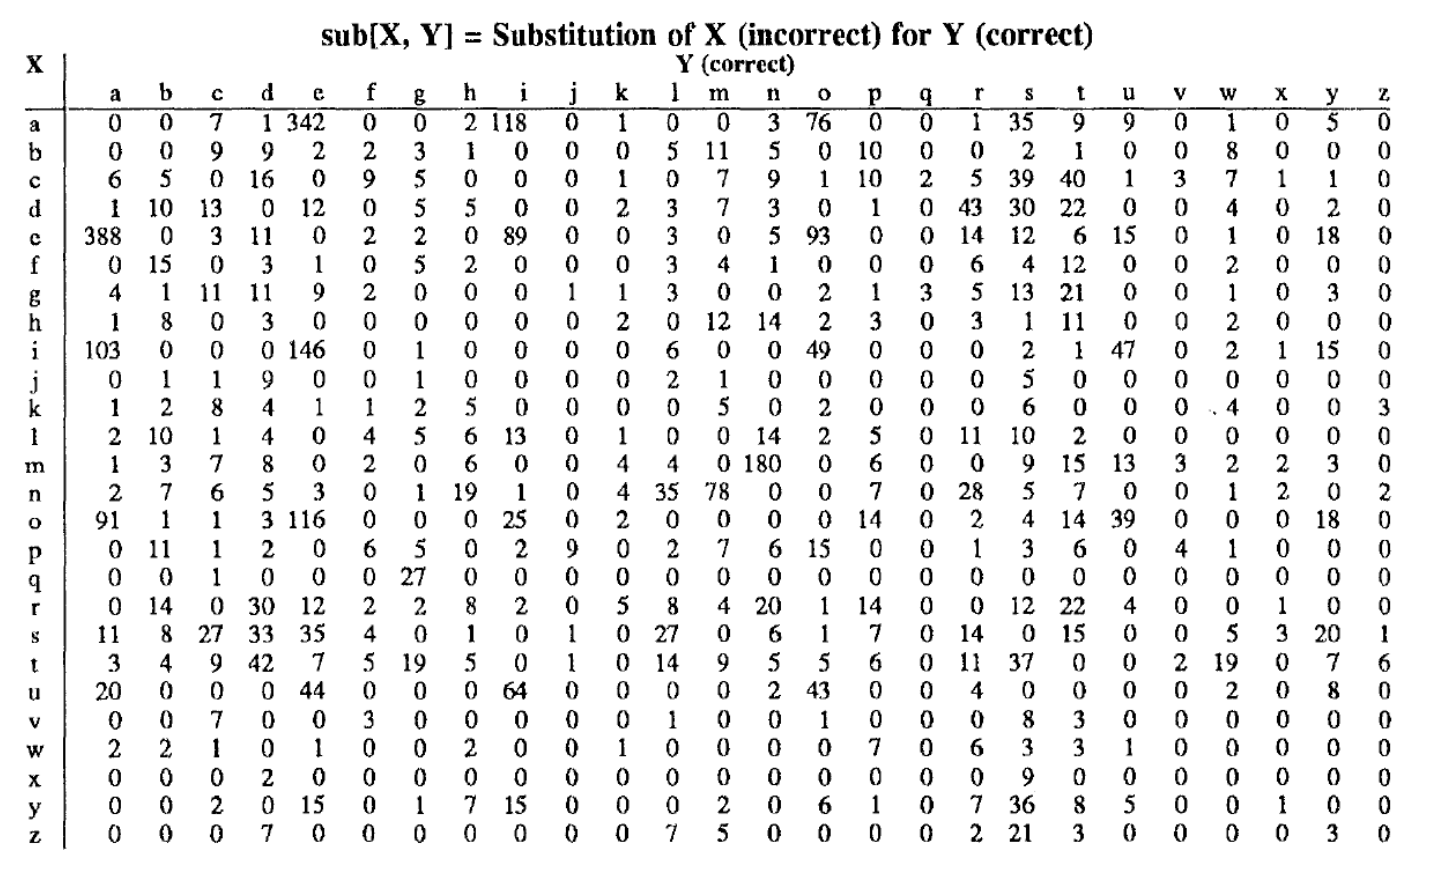 sub[X, Y] = Substitution of X (incorrect) for Y (correct)
X Y (correct)
a b c d e f g h i j k l m n o p q r s t u v w x y z
a 0 0 7 1 342 0 0 2 118 0 1 0 0 3 76 0 0 1 35 9 9 0 1 0 5 0
b 0 0 9 9 2 2 3 1 0 0 0 5 11 5 0 10 0 0 2 1 0 0 8 0 0 0
c 6 5 0 16 0 9 5 0 0 0 1 0 7 9 1 10 2 5 39 40 1 3 7 1 1 0
d 1 10 13 0 12 0 5 5 0 0 2 3 7 3 0 1 0 43 30 22 0 0 4 0 2 0
e 388 0 3 11 0 2 2 0 89 0 0 3 0 5 93 0 0 14 12 6 15 0 1 0 18 0
f 0 15 0 3 1 0 5 2 0 0 0 3 4 1 0 0 0 6 4 12 0 0 2 0 0 0
g 4 1 11 11 9 2 0 0 0 1 1 3 0 0 2 1 3 5 13 21 0 0 1 0 3 0
h 1 8 0 3 0 0 0 0 0 0 2 0 12 14 2 3 0 3 1 11 0 0 2 0 0 0
i 103 0 0 0 146 0 1 0 0 0 0 6 0 0 49 0 0 0 2 1 47 0 2 1 15 0
j 0 1 1 9 0 0 1 0 0 0 0 2 1 0 0 0 0 0 5 0 0 0 0 0 0 0
k 1 2 8 4 1 1 2 5 0 0 0 0 5 0 2 0 0 0 6 0 0 0 4 0 0 3
l 2 10 1 4 0 4 5 6 13 0 1 0 0 14 2 5 0 11 10 2 0 0 0 0 0 0
m 1 3 7 8 0 2 0 6 0 0 4 4 0 180 0 6 0 0 9 15 13 3 2 2 3 0
n 2 7 6 5 3 0 1 19 1 0 4 35 78 0 0 7 0 28 5 7 0 0 1 2 0 2
o 91 1 1 3 116 0 0 0 25 0 2 0 0 0 0 14 0 2 4 14 39 0 0 0 18 0
p 0 11 1 2 0 6 5 0 2 9 0 2 7 6 15 0 0 1 3 6 0 4 1 0 0 0
q 0 0 1 0 0 0 27 0 0 0 0 0 0 0 0 0 0 0 0 0 0 0 0 0 0 0
r 0 14 0 30 12 2 2 8 2 0 5 8 4 20 1 14 0 0 12 22 4 0 0 1 0 0
s 11 8 27 33 35 4 0 1 0 1 0 27 0 6 1 7 0 14 0 15 0 0 5 3 20 1
t 3 4 9 42 7 5 19 5 0 1 0 14 9 5 5 6 0 11 37 0 0 2 19 0 7 6
u 20 0 0 0 44 0 0 0 64 0 0 0 0 2 43 0 0 4 0 0 0 0 2 0 8 0
v 0 0 7 0 0 3 0 0 0 0 0 1 0 0 1 0 0 0 8 3 0 0 0 0 0 0
w 2 2 1 0 1 0 0 2 0 0 1 0 0 0 0 7 0 6 3 3 1 0 0 0 0 0
x 0 0 0 2 0 0 0 0 0 0 0 0 0 0 0 0 0 0 9 0 0 0 0 0 0 0
y 0 0 2 0 15 0 1 7 15 0 0 0 2 0 6 1 0 7 36 8 5 0 0 1 0 0
z 0 0 0 7 0 0 0 0 0 0 0 7 5 0 0 0 0 2 21 3 0 0 0 0 3 0